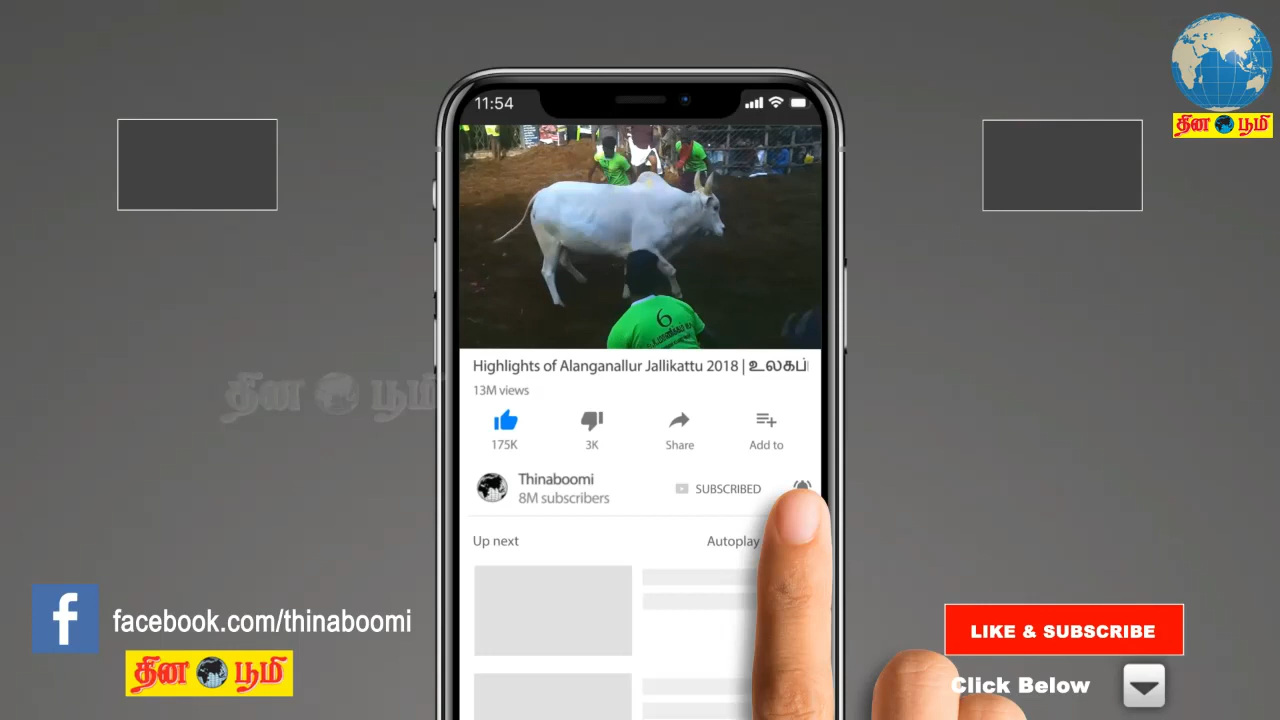 தின பூமி
11:54
6
Highlights of Alanganallur Jallikattu 2018 | உலகப்
13M views
175K
3K
Share
Add to
தின பூமி
Thinaboomi
8M subscribers
SUBSCRIBED
Up next
Autoplay
facebook.com/thinaboomi
தின பூமி
LIKE & SUBSCRIBE
Click Below